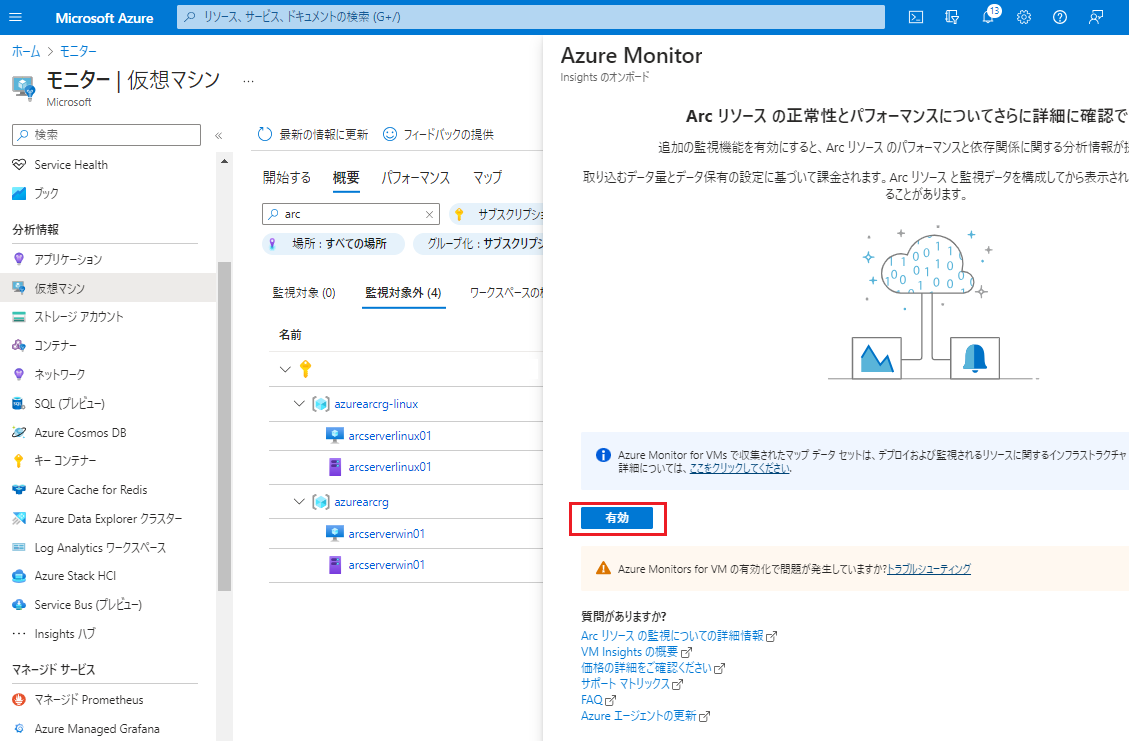 Microsoft Azure
リソース、サービス、ドキュメントの検索 (G+/)
13
ホーム > モニター
モニター | 仮想マシン ...
Microsoft
検索
Service Health
ブック
分析情報
アプリケーション
仮想マシン
ストレージ アカウント
コンテナー
ネットワーク
SQL (プレビュー)
Azure Cosmos DB
キー コンテナー
Azure Cache for Redis
Azure Data Explorer クラスター
Log Analytics ワークスペース
Azure Stack HCI
Service Bus (プレビュー)
Insights ハブ
マネージド サービス
マネージド Prometheus
Azure Managed Grafana
最新の情報に更新 フィードバックの提供
開始する 概要 パフォーマンス マップ
arc
サブスクリプショ
場所 : すべての場所 グループ化 : サブスクリプシ
監視対象 (0) 監視対象外 (4) ワークスペースの
名前
azurearcrg-linux
arcserverlinux01
arcserverlinux01
azurearcrg
arcserverwin01
arcserverwin01
Azure Monitor
Insights のオンボード
Arc リソース の正常性とパフォーマンスについてさらに詳細に確認で
追加の監視機能を有効にすると、Arc リソース のパフォーマンスと依存関係に関する分析情報が
取り込むデータ量とデータ保有の設定に基づいて課金されます。Arc リソース と監視データを構成してから表示され
ることがあります。
Azure Monitor for VMs で収集されたマップ データ セットは、デプロイおよび監視されるリソースに関するインフラストラクチャ
詳細については、ここをクリックしてください.
有効
Azure Monitors for VM の有効化で問題が発生していますか?トラブルシューティング
質問がありますか?
Arc リソース の監視についての詳細情報
VM Insights の概要
価格の詳細をご確認ください
サポート マトリックス
FAQ
Azure エージェントの更新